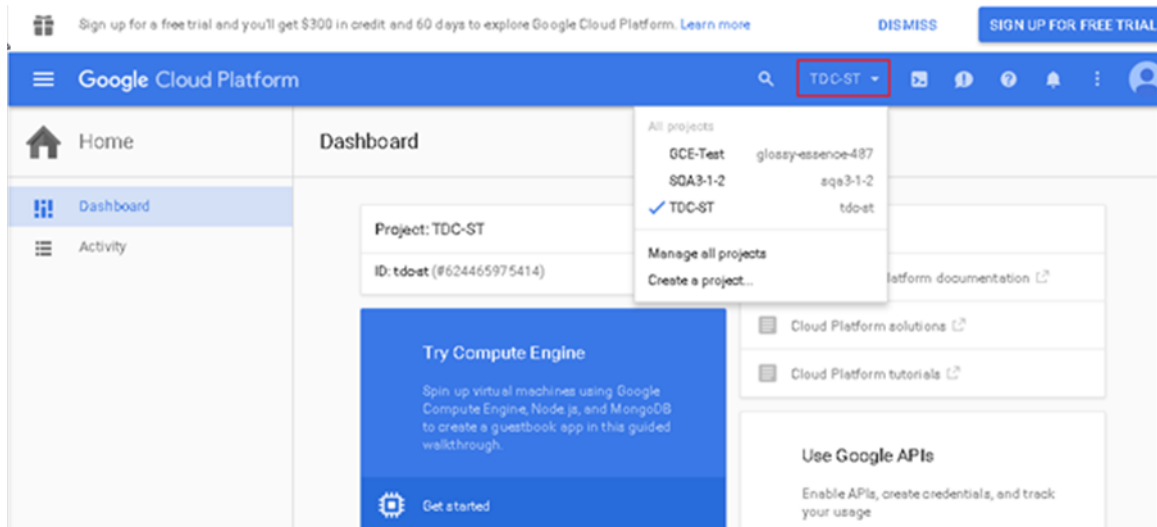 Sign up for a free trial and you'll get $300 in credit and 60 days to explore Google Cloud Platform. Learn more
DISMISS
SIGN UP FOR FREE TRIAL
Google Cloud Platform
TDC-ST
Home
Dashboard
All projects
GCE-Test glossy-essence-487
SQA3-1-2 sqa3-1-2
TDC-ST tdc-st
Manage all projects
Create a project...
Dashboard
Activity
Project: TDC-ST
ID: tdc-st (#624465975414)
latform documentation
Cloud Platform solutions
Cloud Platform tutorials
Try Compute Engine
Spin up virtual machines using Google
Compute Engine, Node.js, and MongoDB
to create a guestbook app in this guided
walkthrough.
Get started
Use Google APIs
Enable APIs, create credentials, and track
your usage